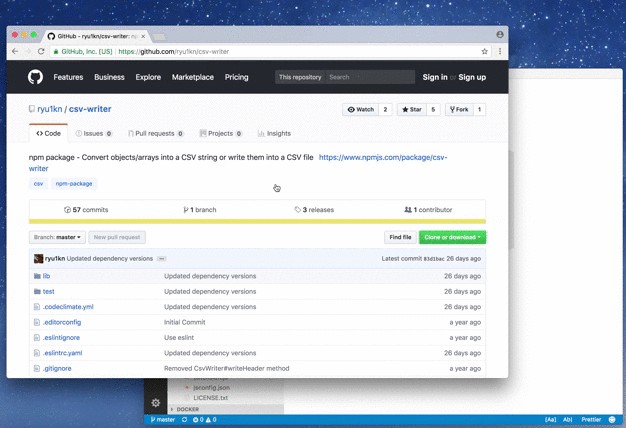 GitHub - ryu1kn/csv-writer: np
GitHub, Inc. [US] https://github.com/ryu1kn/csv-writer
Features Business Explore Marketplace Pricing This repository Search Sign in or Sign up
ryu1kn / csv-writer Watch 2 Star 5 Fork 1
Code Issues 0 Pull requests 0 Projects 0 Insights
npm package - Convert objects/arrays into a CSV string or write them into a CSV file https://www.npmjs.com/package/csv-
writer
csv npm-package
57 commits 1 branch 3 releases 1 contributor
Branch: master New pull request Find file Clone or download
ryu1kn Updated dependency versions Latest commit 26 days ago
lib Updated dependency versions 26 days ago
test Updated dependency versions 26 days ago
.codeclimate.yml Updated dependency versions 26 days ago
.editorconfig Initial Commit a year ago
.eslintignore Use eslint a year ago
.eslintrc.yaml Updated dependency versions 26 days ago
.gitignore Removed CsvWriter#writeHeader method a year ago
jsconfig.json
LICENSE.txt
DOCKER
master 0 0 [Aa] Ab| Prettier